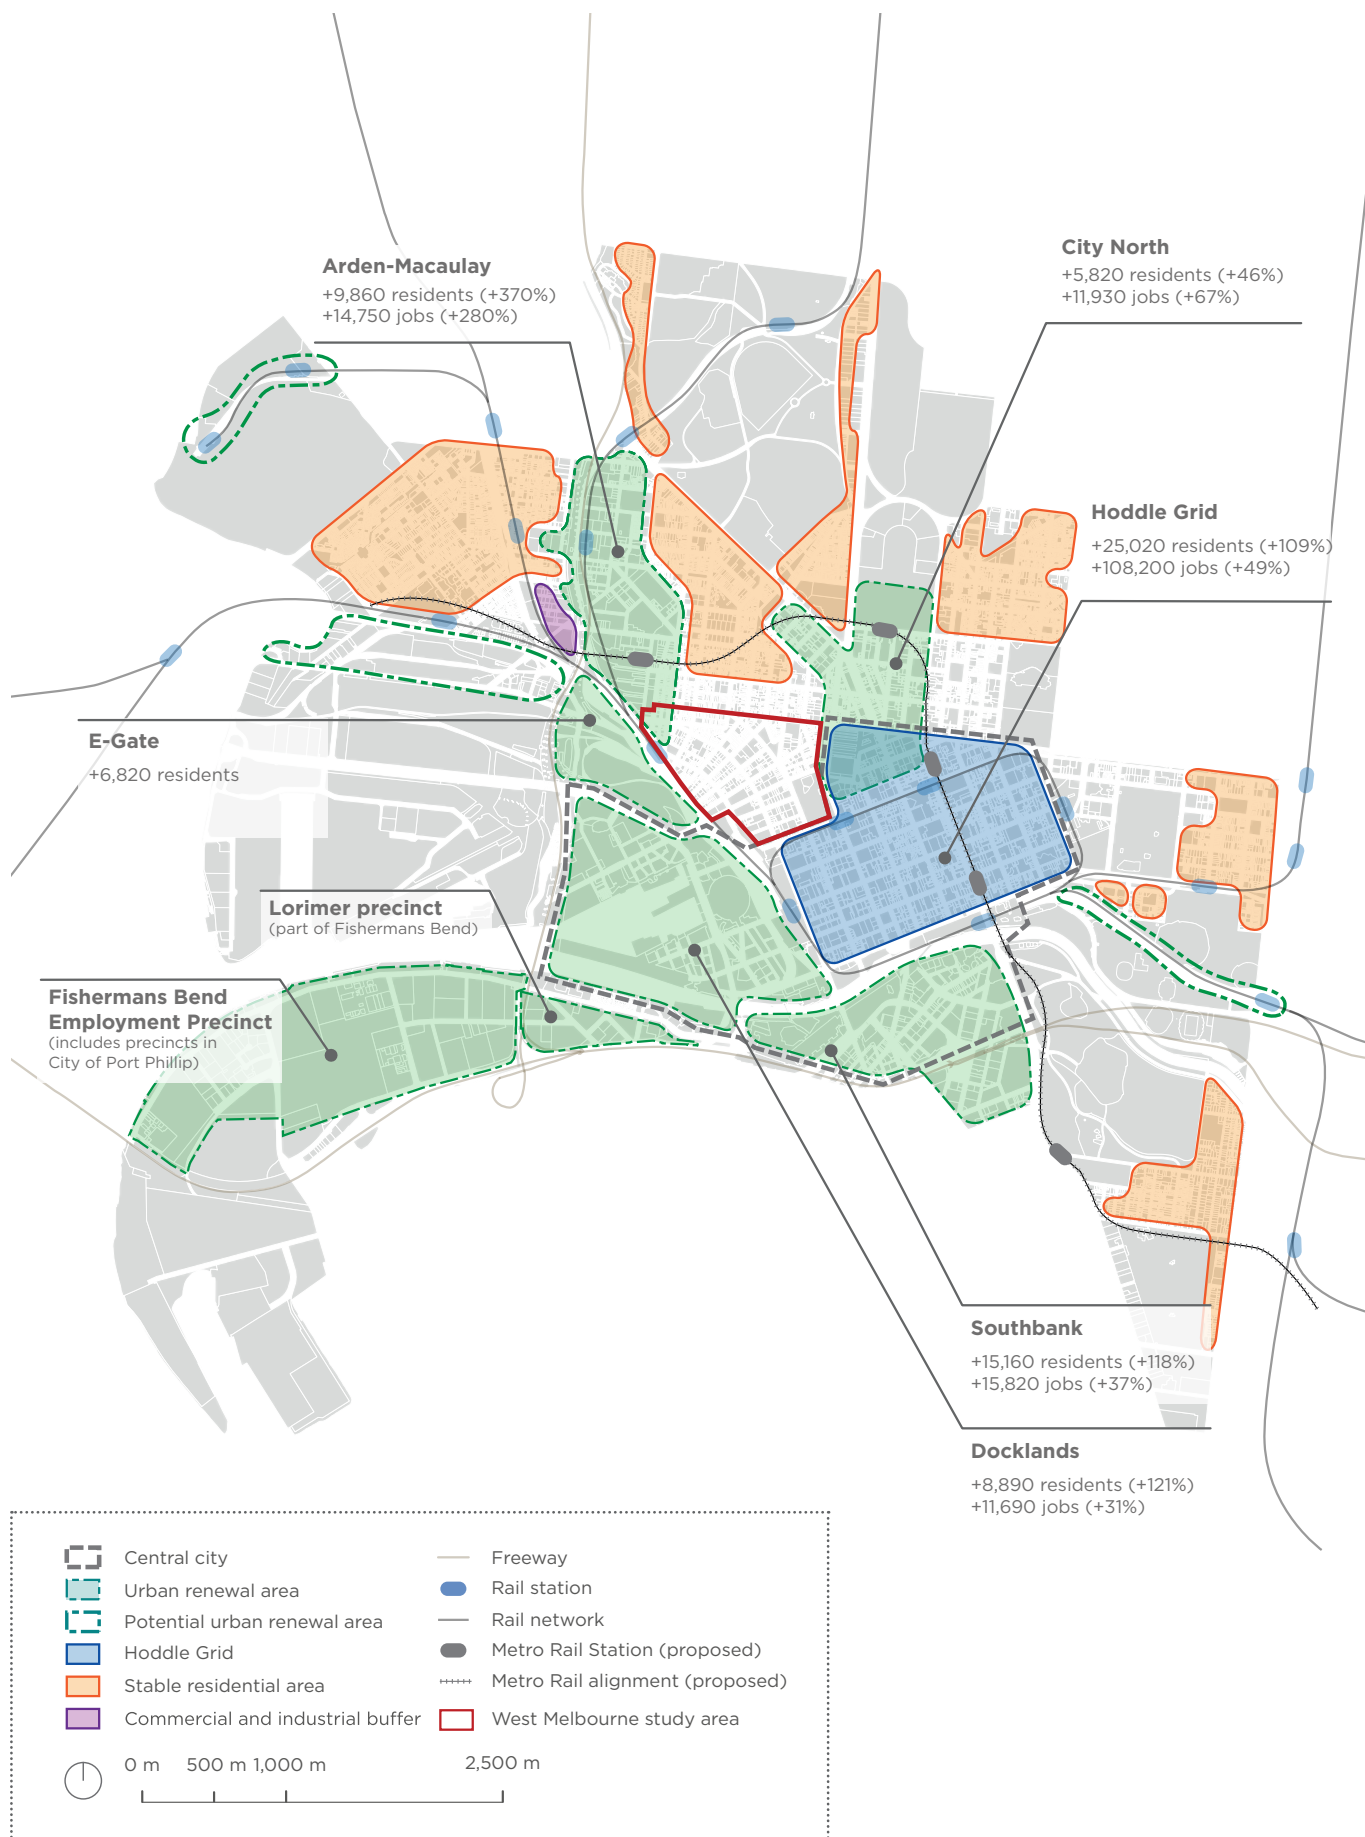 Arden-Macaulay
+9,860 residents (+370%)
+14,750 jobs (+280%)
City North
+5,820 residents (+46%)
+11,930 jobs (+67%)
Hoddle Grid
+25,020 residents (+109%)
+108,200 jobs (+49%)
E-Gate
+6,820 residents
Lorimer precinct
(part of Fishermans Bend)
Fishermans Bend
Employment Precinct
(includes precincts in
City of Port Phillip)
Southbank
+15,160 residents (+118%)
+15,820 jobs (+37%)
Docklands
+8,890 residents (+121%)
+11,690 jobs (+31%)
Central city
Urban renewal area
Potential urban renewal area
Hoddle Grid
Stable residential area
Commercial and industrial buffer
Freeway
Rail station
Rail network
Metro Rail Station (proposed)
Metro Rail alignment (proposed)
West Melbourne study area
0 m 500 m 1,000 m 2,500 m